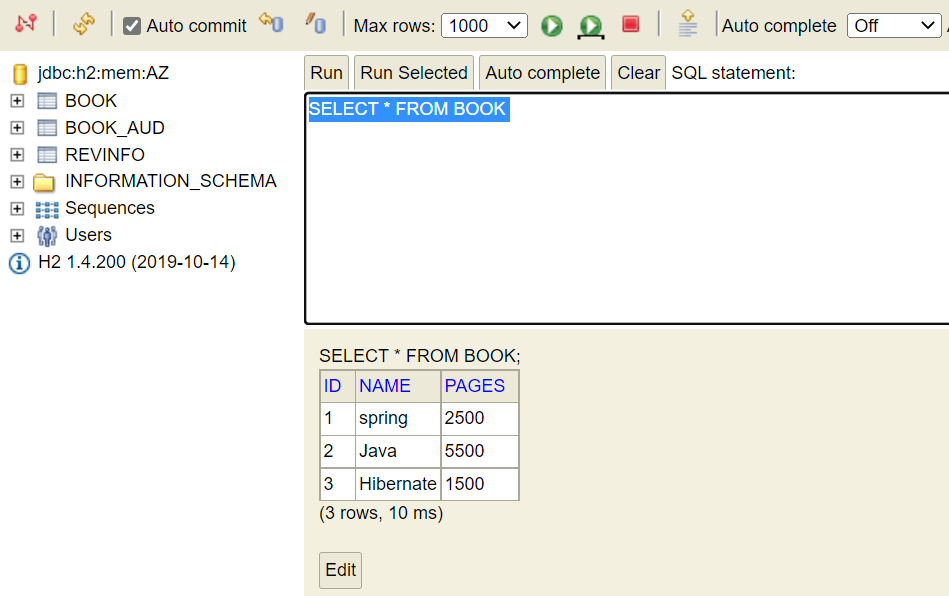 Auto commit Max rows: 1000 Auto complete Off
jdbc:h2:mem:AZ
BOOK
BOOK_AUD
REVINFO
INFORMATION_SCHEMA
Sequences
Users
H2 1.4.200 (2019-10-14)
Run Run Selected Auto complete Clear SQL statement:
SELECT * FROM BOOK
SELECT * FROM BOOK;
ID NAME PAGES
1 spring 2500
2 Java 5500
3 Hibernate 1500
(3 rows, 10 ms)
Edit